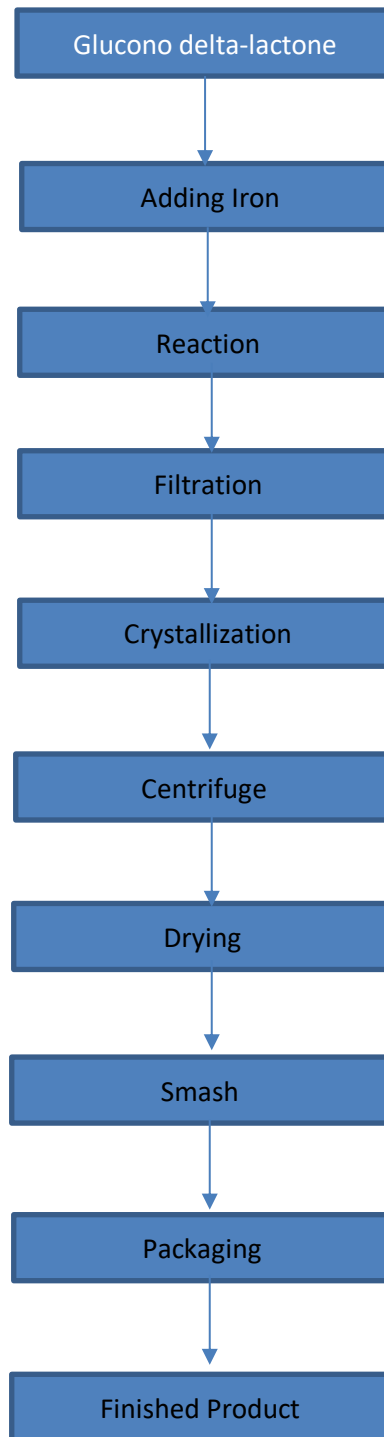 Glucono delta-lactone
Adding Iron
Reaction
Filtration
Crystallization
Centrifuge
Drying
Smash
Packaging
Finished Product